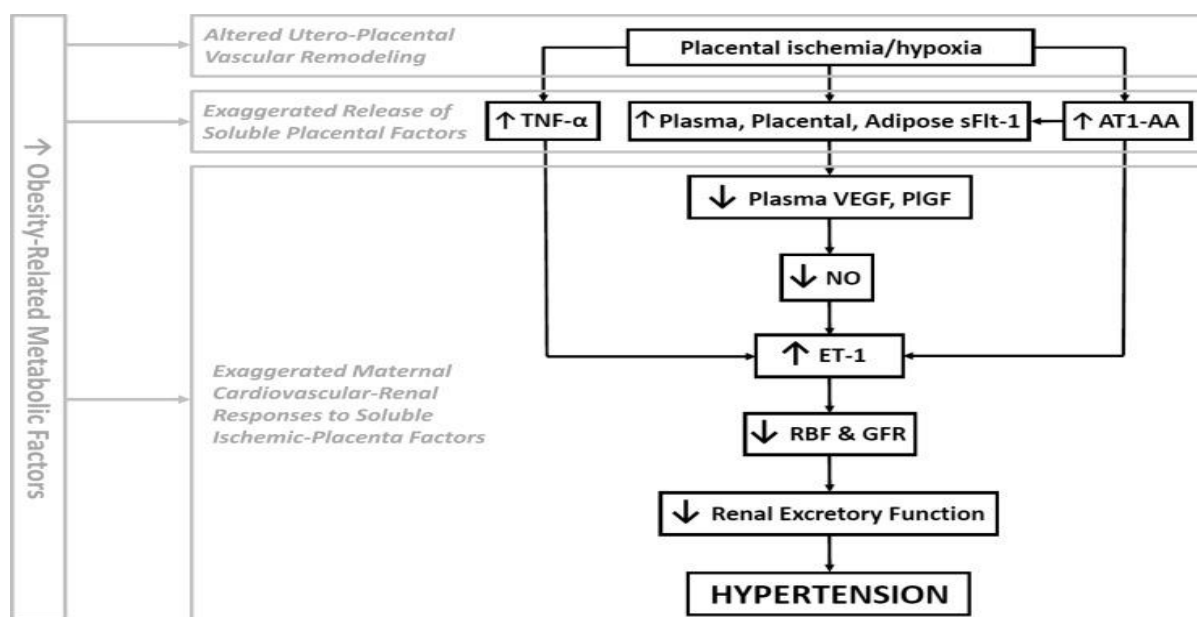 ↑ Obesity-Related Metabolic Factors
Altered Utero-Placental
Vascular Remodeling
Placental ischemia/hypoxia
Exaggerated Release of
Soluble Placental Factors
↑ TNF-α
↑ Plasma, Placental, Adipose sFlt-1
↑ AT1-AA
↓ Plasma VEGF, PlGF
↓ NO
↑ ET-1
Exaggerated Maternal
Cardiovascular-Renal
Responses to Soluble
Ischemic-Placenta Factors
↓ RBF & GFR
↓ Renal Excretory Function
HYPERTENSION